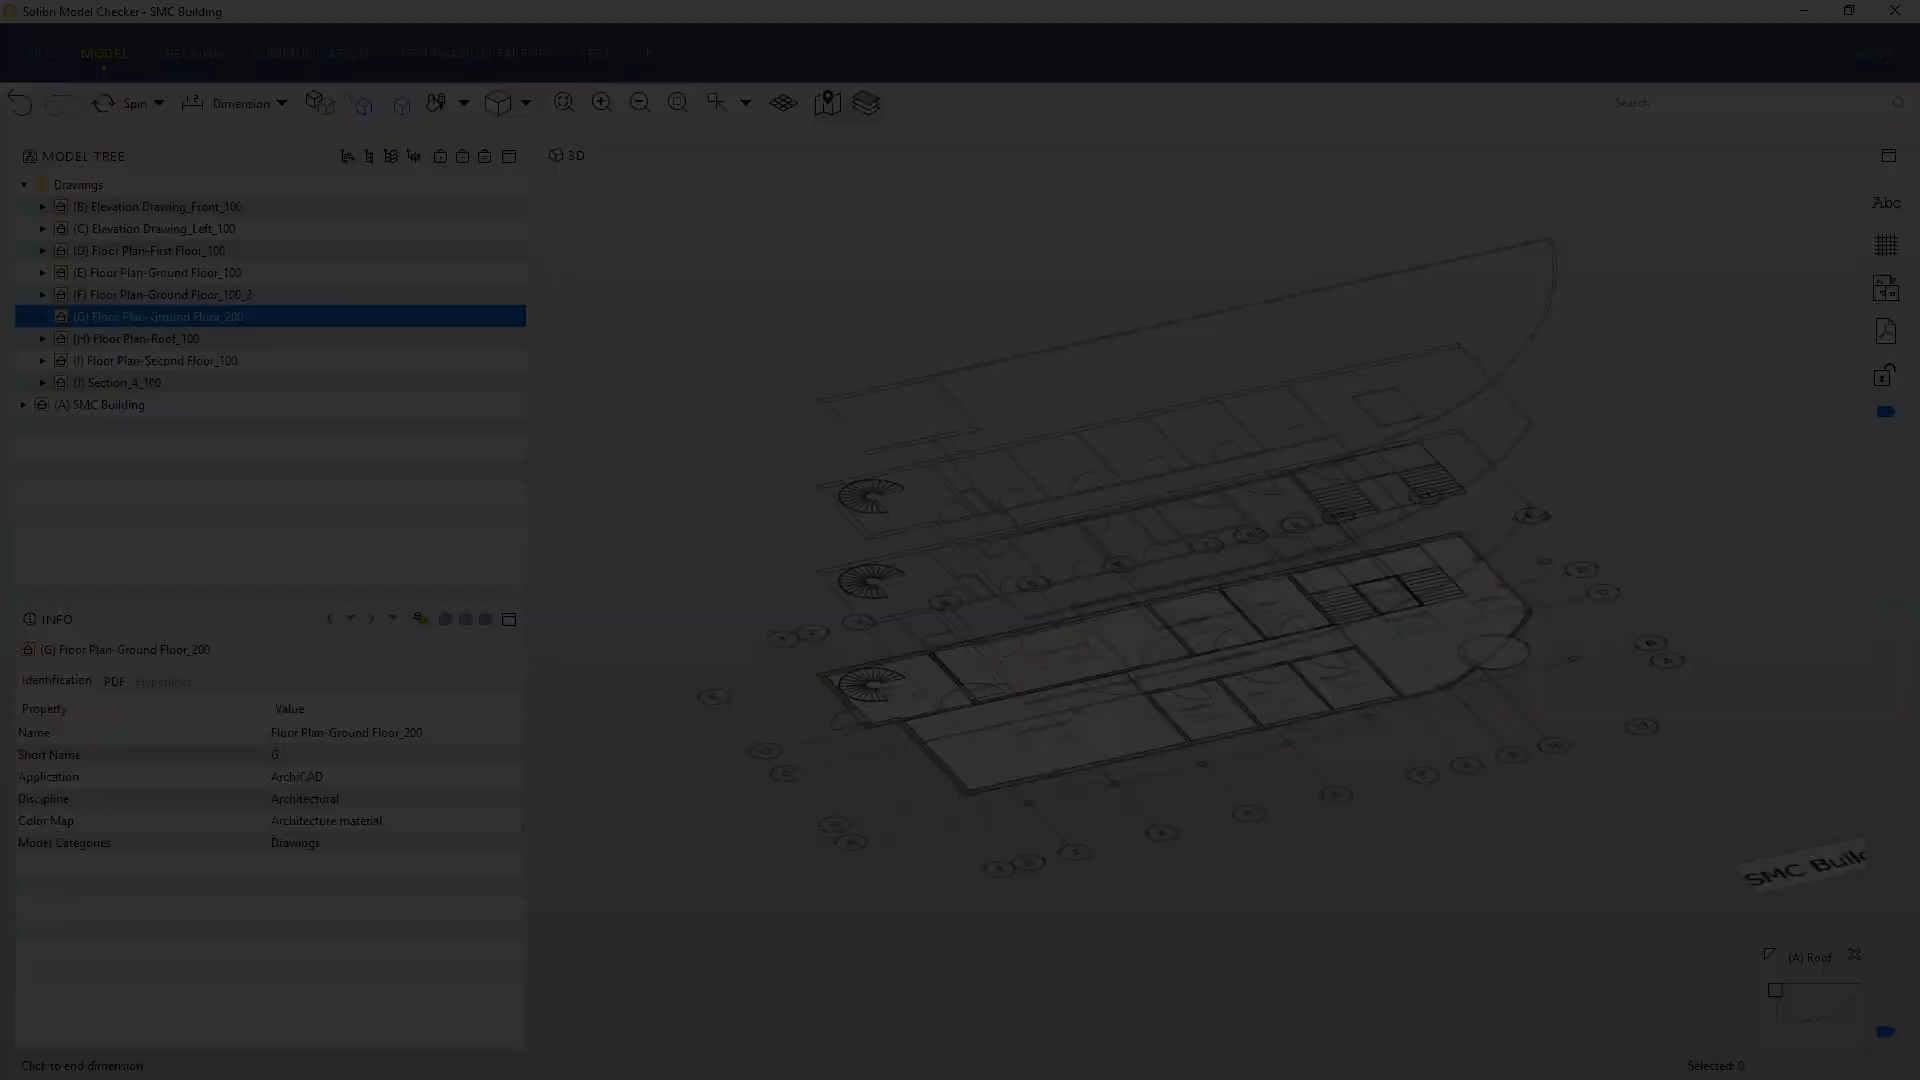 Solibri Model Checker - SMC Building
MODEL
Spin
Dimension
Search
MODEL TREE
3D
Drawings
(B) Elevation Drawing_Front_100
(C) Elevation Drawing_Left_100
(D) Floor Plan-First Floor_100
(E) Floor Plan-Ground Floor_100
(F) Floor Plan-Ground Floor_100_2
(G) Floor Plan-Ground Floor_200
(H) Floor Plan-Roof_100
(I) Floor Plan-Second Floor_100
(J) Section_4_100
(A) SMC Building
Abc
INFO
(G) Floor Plan-Ground Floor_200
Identification PDF Hyperlinks
Property Value
Name Floor Plan-Ground Floor_200
Short Name G
Application ArchiCAD
Discipline Architectural
Color Map Architecture material
Model Categories Drawings
SMC
(A) Roof
Click to end dimension
Selected: 0